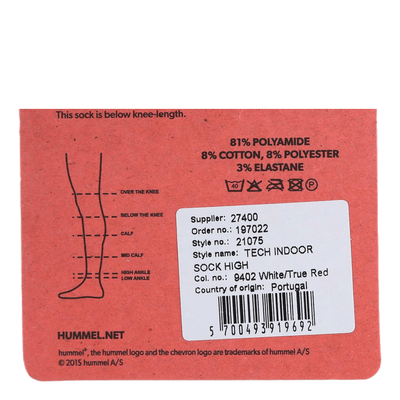 This sock is below knee-length.
81% POLYAMIDE
8% COTTON, 8% POLYESTER
3% ELASTANE
40
P
OVER THE KNEE
BELOW THE KNEE
CALF
MID CALF
HIGH ANKLE
LOW ANKLE
Supplier: 27400
Order no.: 197022
Style no.: 21075
Style name: TECH INDOOR
SOCK HIGH
Col. no.: 9402 White/True Red
Country of origin: Portugal
5 700493 919692
HUMMEL.NET
hummel®, the hummel logo and the chevron logo are trademarks of hummel A/S
© 2015 hummel A/S